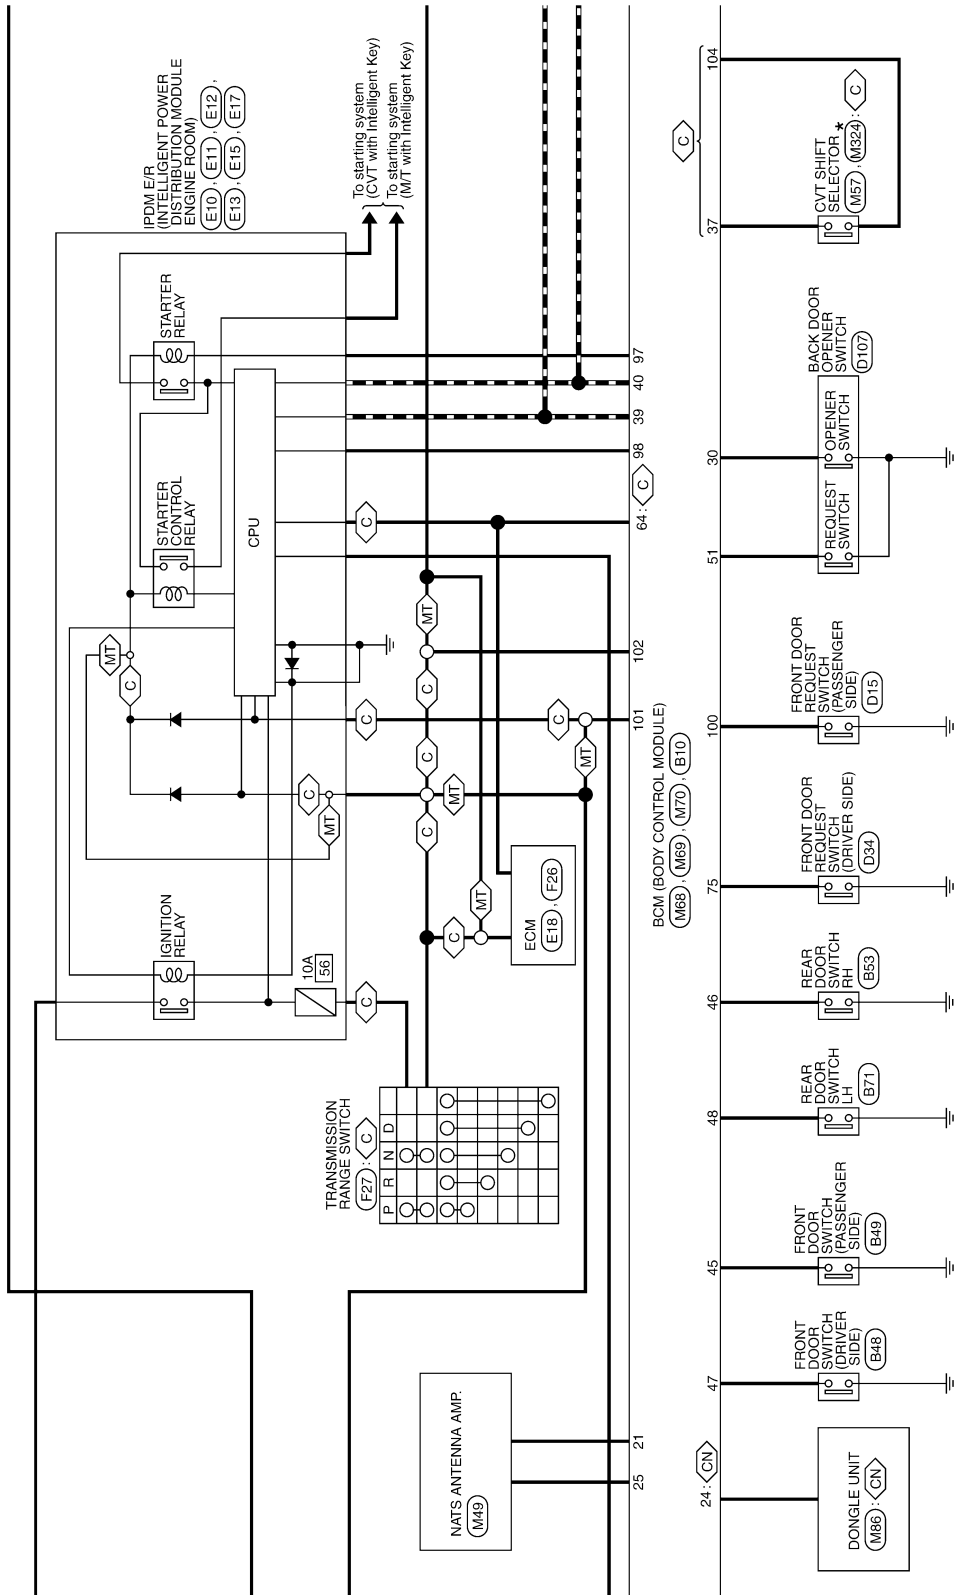 IPDM E/R
(INTELLIGENT POWER
DISTRIBUTION MODULE
ENGINE ROOM)
E10 , E11 , E12 ,
E13 , E15 , E17
To starting system
(CVT with Intelligent Key)
To starting system
(M/T with Intelligent Key)
IGNITION
RELAY
STARTER
CONTROL
RELAY
STARTER
RELAY
CPU
C
MT
C
MT
10A
56
C
C
C
TRANSMISSION
RANGE SWITCH
F27 : C
P R N D
C
C
C
MT
MT
C
MT
C
MT
ECM
E18 , F26
NATS ANTENNA AMP.
M49
25
21
101
102
64 : C
98
39
40
97
BCM (BODY CONTROL MODULE)
M68 , M69 , M70 , B10
24 : CN
47
45
48
46
75
100
51
30
37
C
104
DONGLE UNIT
M86 : CN
FRONT
DOOR
SWITCH
(DRIVER
SIDE)
B48
FRONT
DOOR
SWITCH
(PASSENGER
SIDE)
B49
REAR
DOOR
SWITCH
LH
B71
REAR
DOOR
SWITCH
RH
B53
FRONT DOOR
REQUEST
SWITCH
(DRIVER SIDE)
D34
FRONT DOOR
REQUEST
SWITCH
(PASSENGER
SIDE)
D15
REQUEST
SWITCH
OPENER
SWITCH
BACK DOOR
OPENER
SWITCH
D107
CVT SHIFT
SELECTOR *
M57 , M324 : C